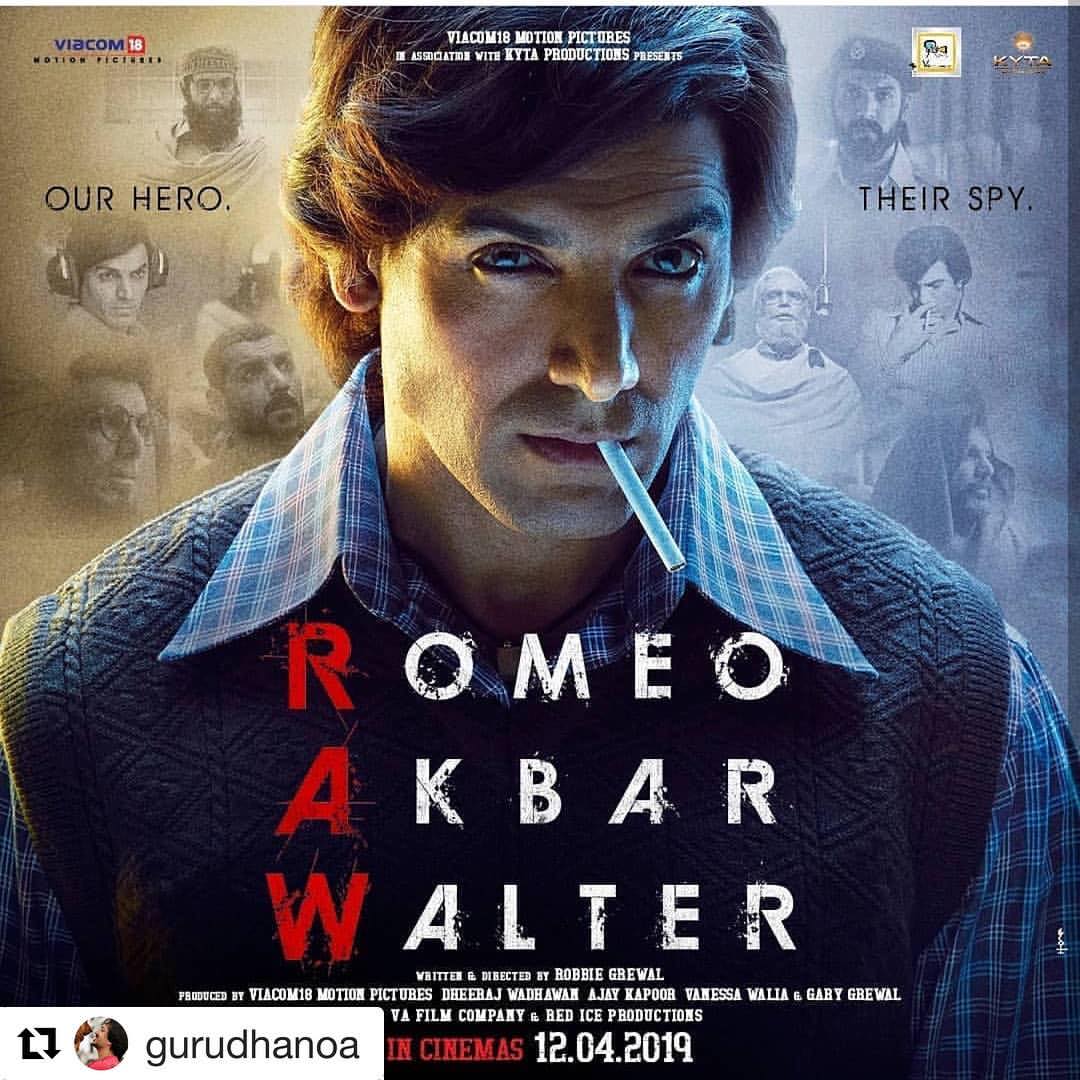 VIACOM18
MOTION PICTURES
VIACOM18 MOTION PICTURES
IN ASSOCIATION WITH KYTA PRODUCTIONS PRESENTS
KYTA
OUR HERO.
THEIR SPY.
ROMEO
AKBAR
WALTER
WRITTEN & DIRECTED BY ROBBIE GREWAL
PRODUCED BY VIACOM18 MOTION PICTURES DHEERAJ WADHAWAN AJAY KAPOOR VANESSA WALIA & GARY GREWAL
VA FILM COMPANY & RED ICE PRODUCTIONS
IN CINEMAS 12.04.2019
gurudhanoa